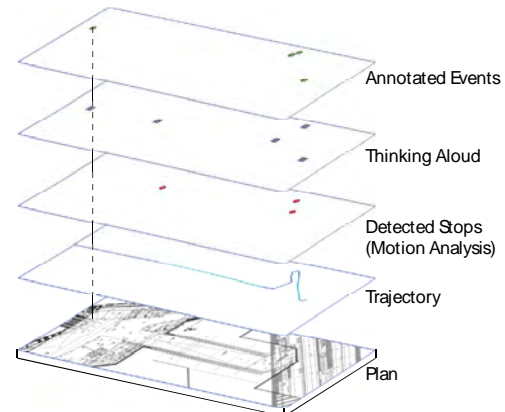 Annotated Events
Thinking Aloud
Detected Stops
(Motion Analysis)
Trajectory
Plan